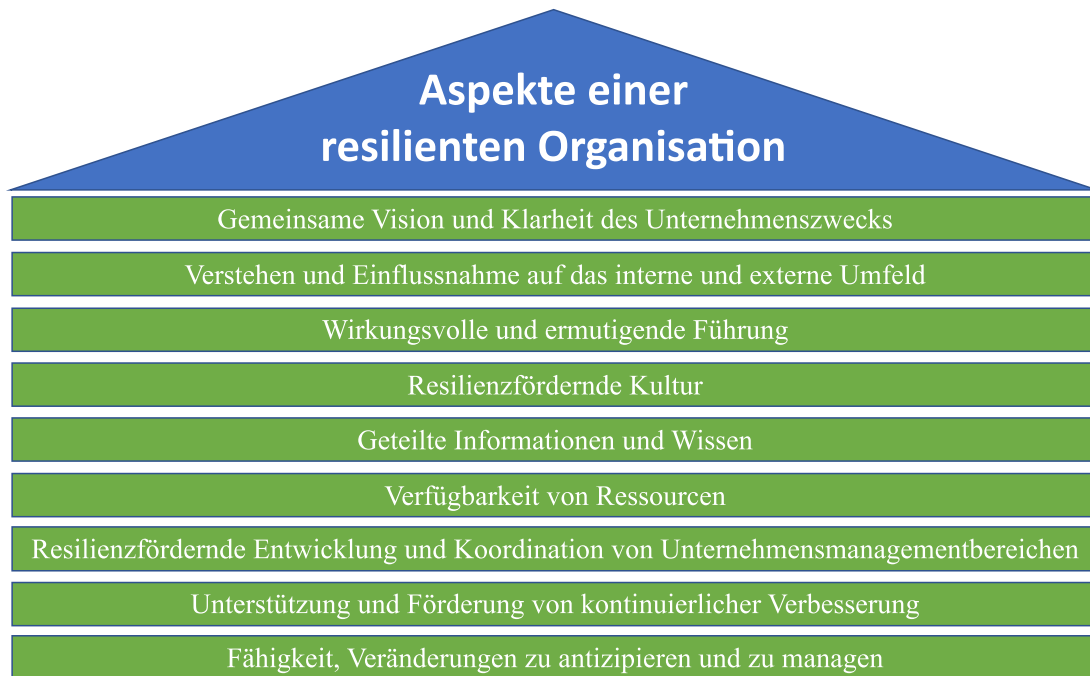 Aspekte einer
resilienten Organisation
Gemeinsame Vision und Klarheit des Unternehmenszwecks
Verstehen und Einflussnahme auf das interne und externe Umfeld
Wirkungsvolle und ermutigende Führung
Resilienzfördernde Kultur
Geteilte Informationen und Wissen
Verfügbarkeit von Ressourcen
Resilienzfördernde Entwicklung und Koordination von Unternehmensmanagementbereichen
Unterstützung und Förderung von kontinuierlicher Verbesserung
Fähigkeit, Veränderungen zu antizipieren und zu managen